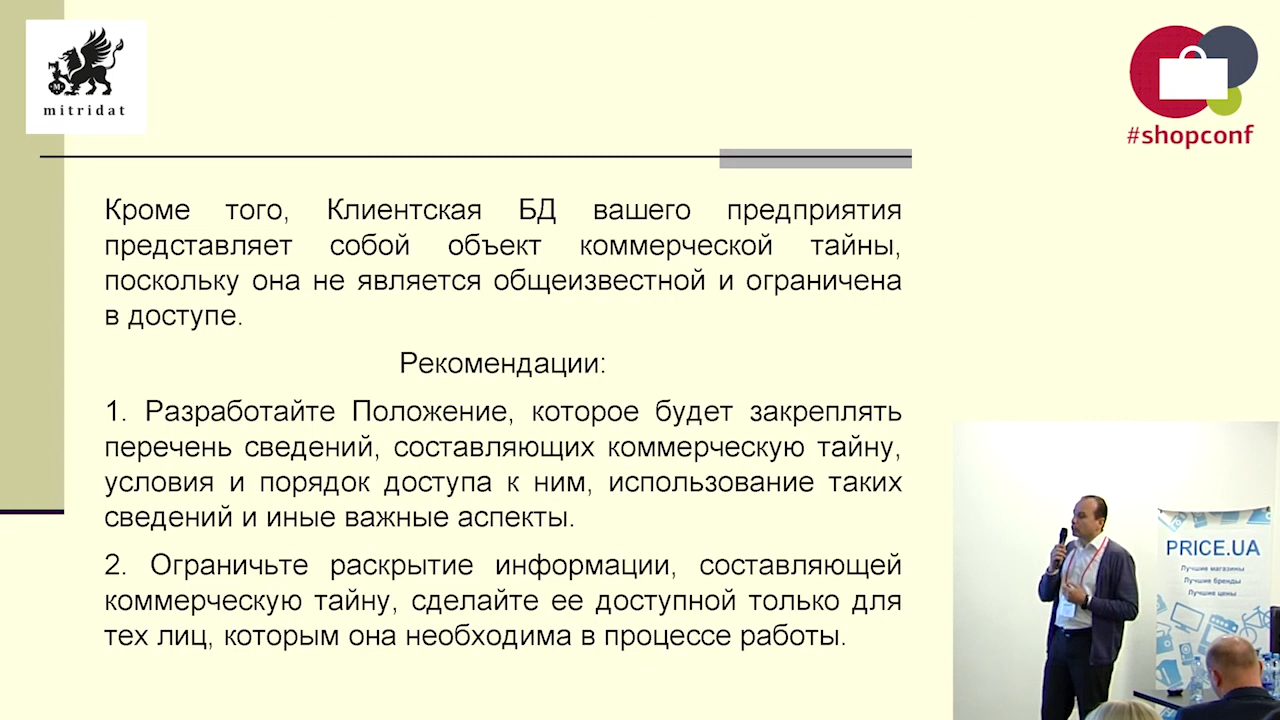 mitridat
#shopconf
Кроме того, Клиентская БД вашего предприятия
представляет собой объект коммерческой тайны,
поскольку она не является общеизвестной и ограничена
в доступе.
Рекомендации:
1. Разработайте Положение, которое будет закреплять
перечень сведений, составляющих коммерческую тайну,
условия и порядок доступа к ним, использование таких
сведений и иные важные аспекты.
2. Ограничьте раскрытие информации, составляющей
коммерческую тайну, сделайте ее доступной только для
тех лиц, которым она необходима в процессе работы.
PRICE.UA
Лучшие магазины
Лучшие бренды
Лучшие цены